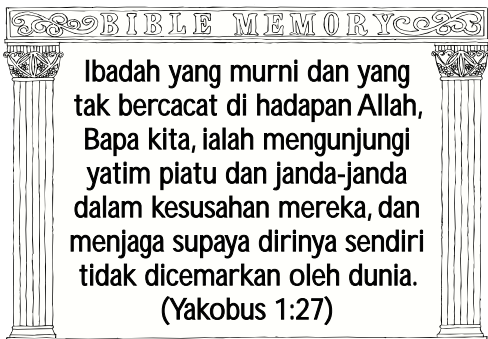 BIBLE MEMORY
Ibadah yang murni dan yang
tak bercacat di hadapan Allah,
Bapa kita, ialah mengunjungi
yatim piatu dan janda-janda
dalam kesusahan mereka, dan
menjaga supaya dirinya sendiri
tidak dicemarkan oleh dunia.
(Yakobus 1:27)